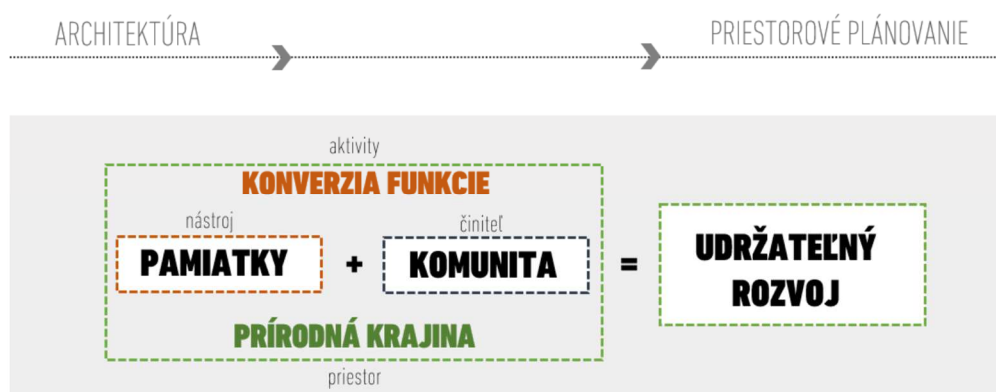 ARCHITEKTÚRA
PRIESTOROVÉ PLÁNOVANIE
aktivity
KONVERZIA FUNKCIE
nástroj
činiteľ
PAMIATKY + KOMUNITA = UDRŽATEĽNÝ
ROZVOJ
PRÍRODNÁ KRAJINA
priestor